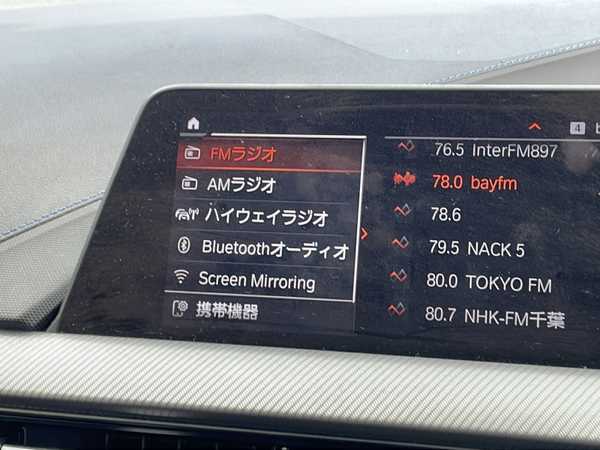 FMラジオ
AMラジオ
ハイウェイラジオ
Bluetoothオーディオ
Screen Mirroring
携帯機器
4
76.5 InterFM897
78.0 bayfm
78.6
79.5 NACK 5
80.0 TOKYO FM
80.7 NHK-FM千葉